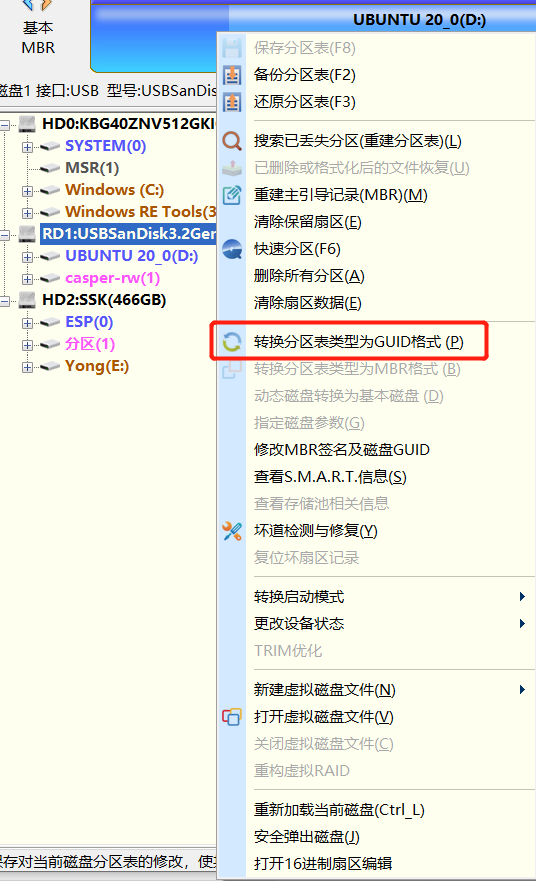 基本
MBR
UBUNTU 20_0(D:)
磁盘1 接口:USB 型号:USBSanDis
HD0:KBG40ZNV512GKI
SYSTEM(0)
MSR(1)
Windows (C:)
Windows RE Tools(3
RD1:USBSanDisk3.2Gen
UBUNTU 20_0(D:)
casper-rw(1)
HD2:SSK(466GB)
ESP(0)
分区(1)
Yong(E:)
保存分区表(F8)
备份分区表(F2)
还原分区表(F3)
搜索已丢失分区(重建分区表)(L)
已删除或格式化后的文件恢复(U)
重建主引导记录(MBR)(M)
清除保留扇区(E)
快速分区(F6)
删除所有分区(A)
清除扇区数据(E)
转换分区表类型为GUID格式 (P)
转换分区表类型为MBR格式 (B)
动态磁盘转换为基本磁盘 (D)
指定磁盘参数(G)
修改MBR签名及磁盘GUID
查看S.M.A.R.T.信息(S)
查看存储池相关信息
坏道检测与修复(Y)
复位坏扇区记录
转换启动模式
更改设备状态
TRIM优化
新建虚拟磁盘文件(N)
打开虚拟磁盘文件(V)
关闭虚拟磁盘文件(C)
重构虚拟RAID
重新加载当前磁盘(Ctrl_L)
安全弹出磁盘(J)
打开16进制扇区编辑
保存对当前磁盘分区表的修改，使